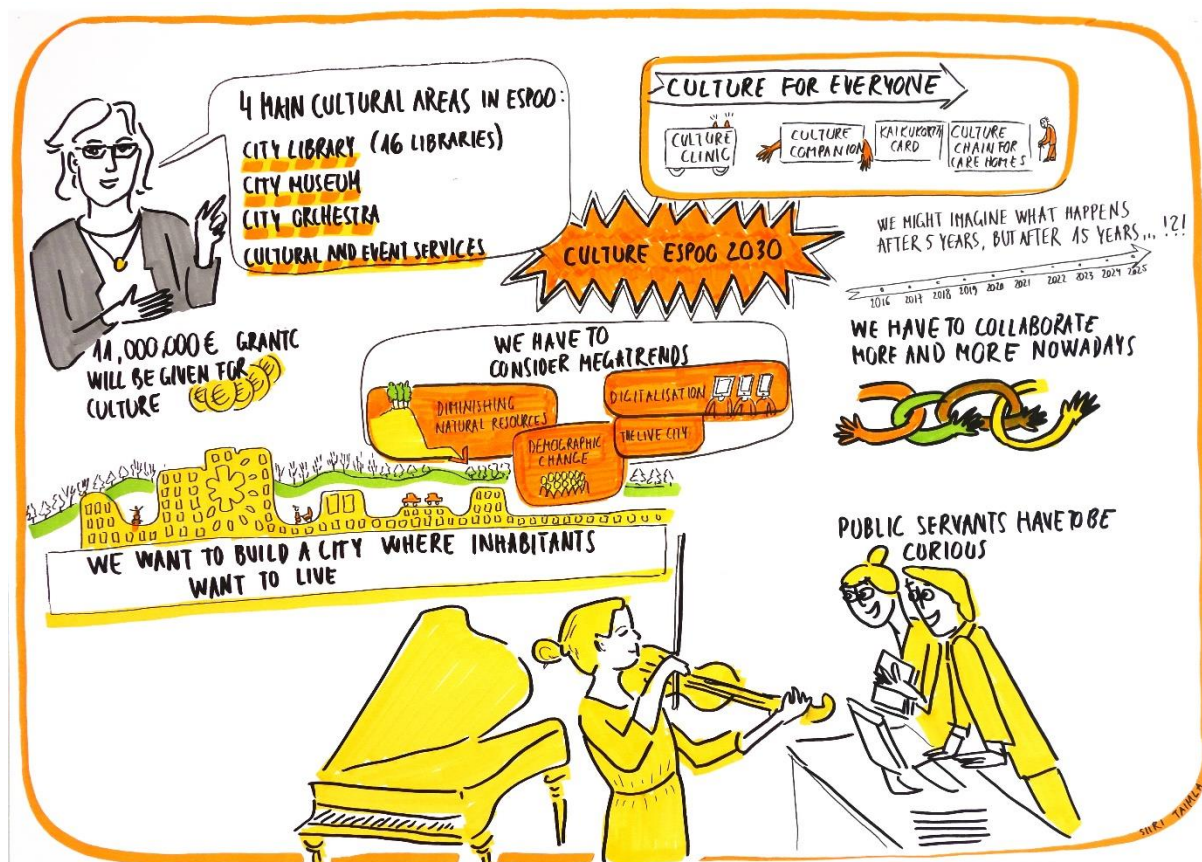 4 MAIN CULTURAL AREAS IN ESPOO:
CITY LIBRARY (16 LIBRARIES)
CITY MUSEUM
CITY ORCHESTRA
CULTURAL AND EVENT SERVICES
CULTURE FOR EVERYONE
CULTURE
CLINIC
CULTURE
COMPANION
KAIKUKORTTI
CARD
CULTURE
CHAIN FOR
CARE HOMES
CULTURE ESPOO 2030
WE MIGHT IMAGINE WHAT HAPPENS
AFTER 5 YEARS, BUT AFTER 15 YEARS... !?!
2016 2017 2018 2019 2020 2021 2022 2023 2024 2025
11,000,000 € GRANTC
WILL BE GIVEN FOR
CULTURE
WE HAVE TO
CONSIDER MEGATRENDS
DIMINISHING
NATURAL RESOURCES
DIGITALISATION
DEMOGRAPHIC
CHANGE
THE LIVE CITY
WE HAVE TO COLLABORATE
MORE AND MORE NOWADAYS
WE WANT TO BUILD A CITY WHERE INHABITANTS
WANT TO LIVE
PUBLIC SERVANTS HAVE TO BE
CURIOUS